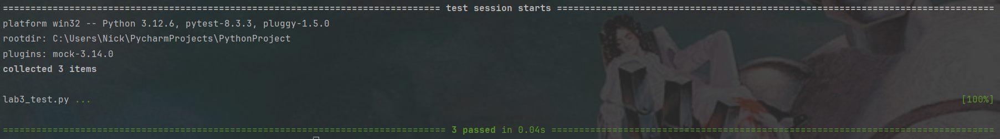 =============================================================================== test session starts ===============================================================================
platform win32 -- Python 3.12.6, pytest-8.3.3, pluggy-1.5.0
rootdir: C:\Users\Nick\PycharmProjects\PythonProject
plugins: mock-3.14.0
collected 3 items
lab3_test.py ... [100%]
================================================================================ 3 passed in 0.04s ================================================================================